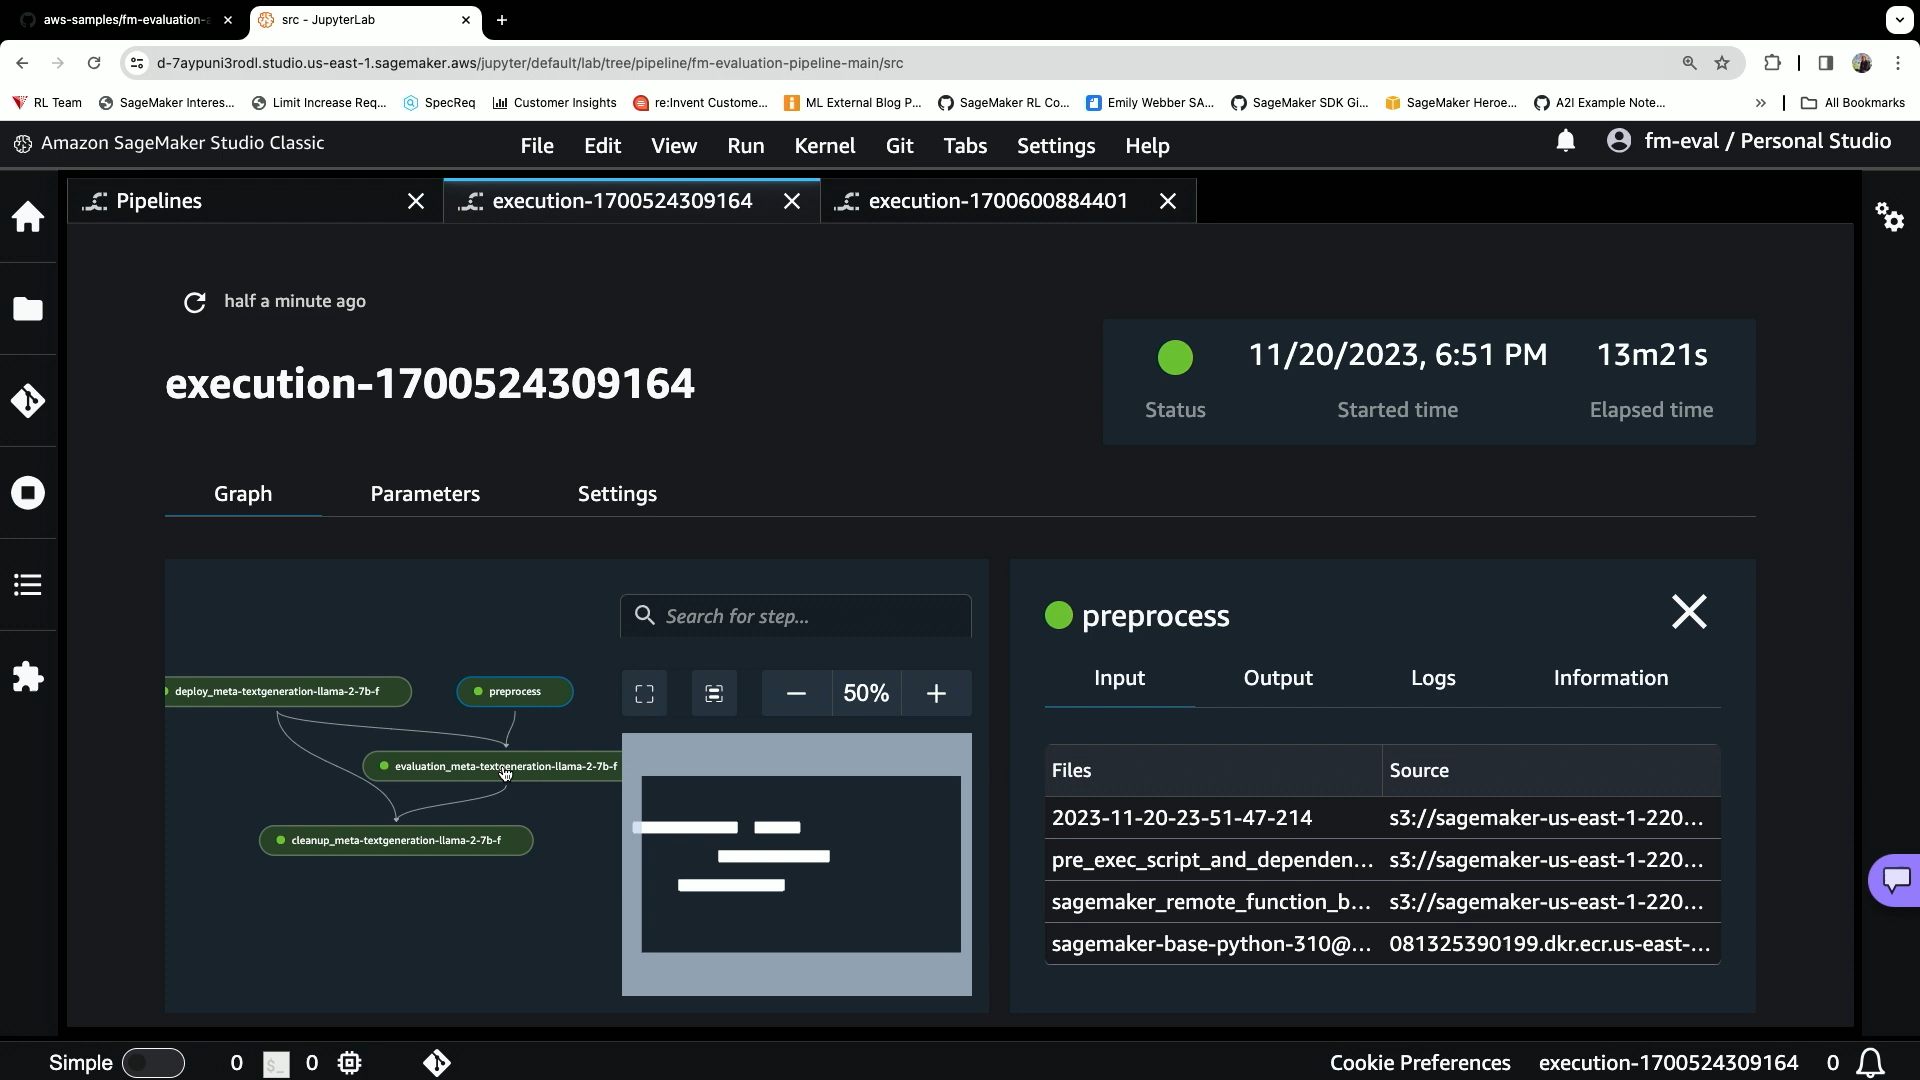 aws-samples/fm-evaluation-
src - JupyterLab
d-7aypuni3rodl.studio.us-east-1.sagemaker.aws/jupyter/default/lab/tree/pipeline/fm-evaluation-pipeline-main/src
RL Team
SageMaker Interes...
Limit Increase Req...
SpecReq
Customer Insights
re:Invent Custome...
ML External Blog P...
SageMaker RL Co...
Emily Webber SA...
SageMaker SDK Gi...
SageMaker Heroe...
A2I Example Note...
All Bookmarks
Amazon SageMaker Studio Classic
File Edit View Run Kernel Git Tabs Settings Help
fm-eval / Personal Studio
Pipelines
execution-1700524309164
execution-1700600884401
half a minute ago
execution-1700524309164
11/20/2023, 6:51 PM 13m21s
Status Started time Elapsed time
Graph Parameters Settings
Search for step...
deploy_meta-textgeneration-llama-2-7b-f
preprocess
50%
evaluation_meta-textgeneration-llama-2-7b-f
cleanup_meta-textgeneration-llama-2-7b-f
preprocess
Input Output Logs Information
Files Source
2023-11-20-23-51-47-214 s3://sagemaker-us-east-1-220...
pre_exec_script_and_dependen... s3://sagemaker-us-east-1-220...
sagemaker_remote_function_b... s3://sagemaker-us-east-1-220...
sagemaker-base-python-310@... 081325390199.dkr.ecr.us-east-...
Simple 0 $_ 0
Cookie Preferences execution-1700524309164 0